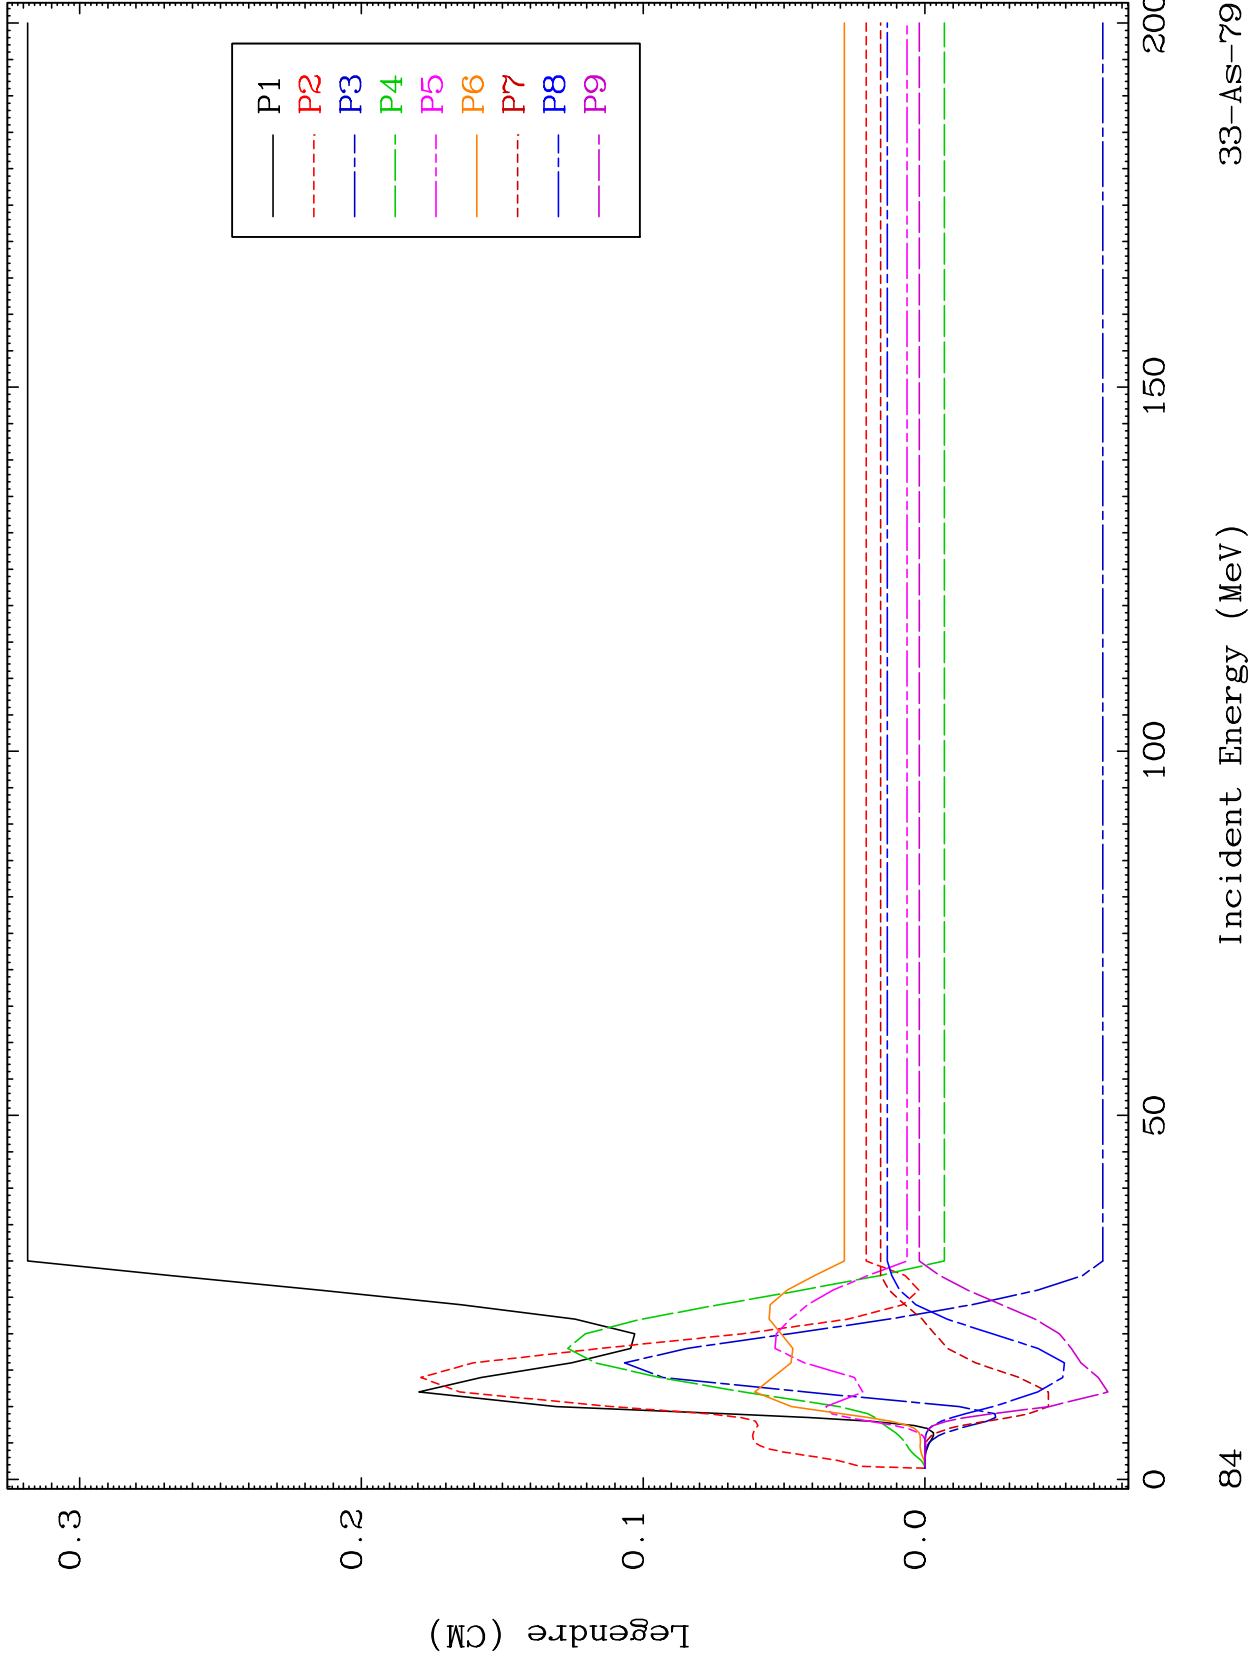 P1
P2
P3
P4
P5
P6
P7
P8
P9
0.3
0.2
0.1
0.0
Legendre (CM)
0
50
100
150
200
Incident Energy (MeV)
84
33-As-79